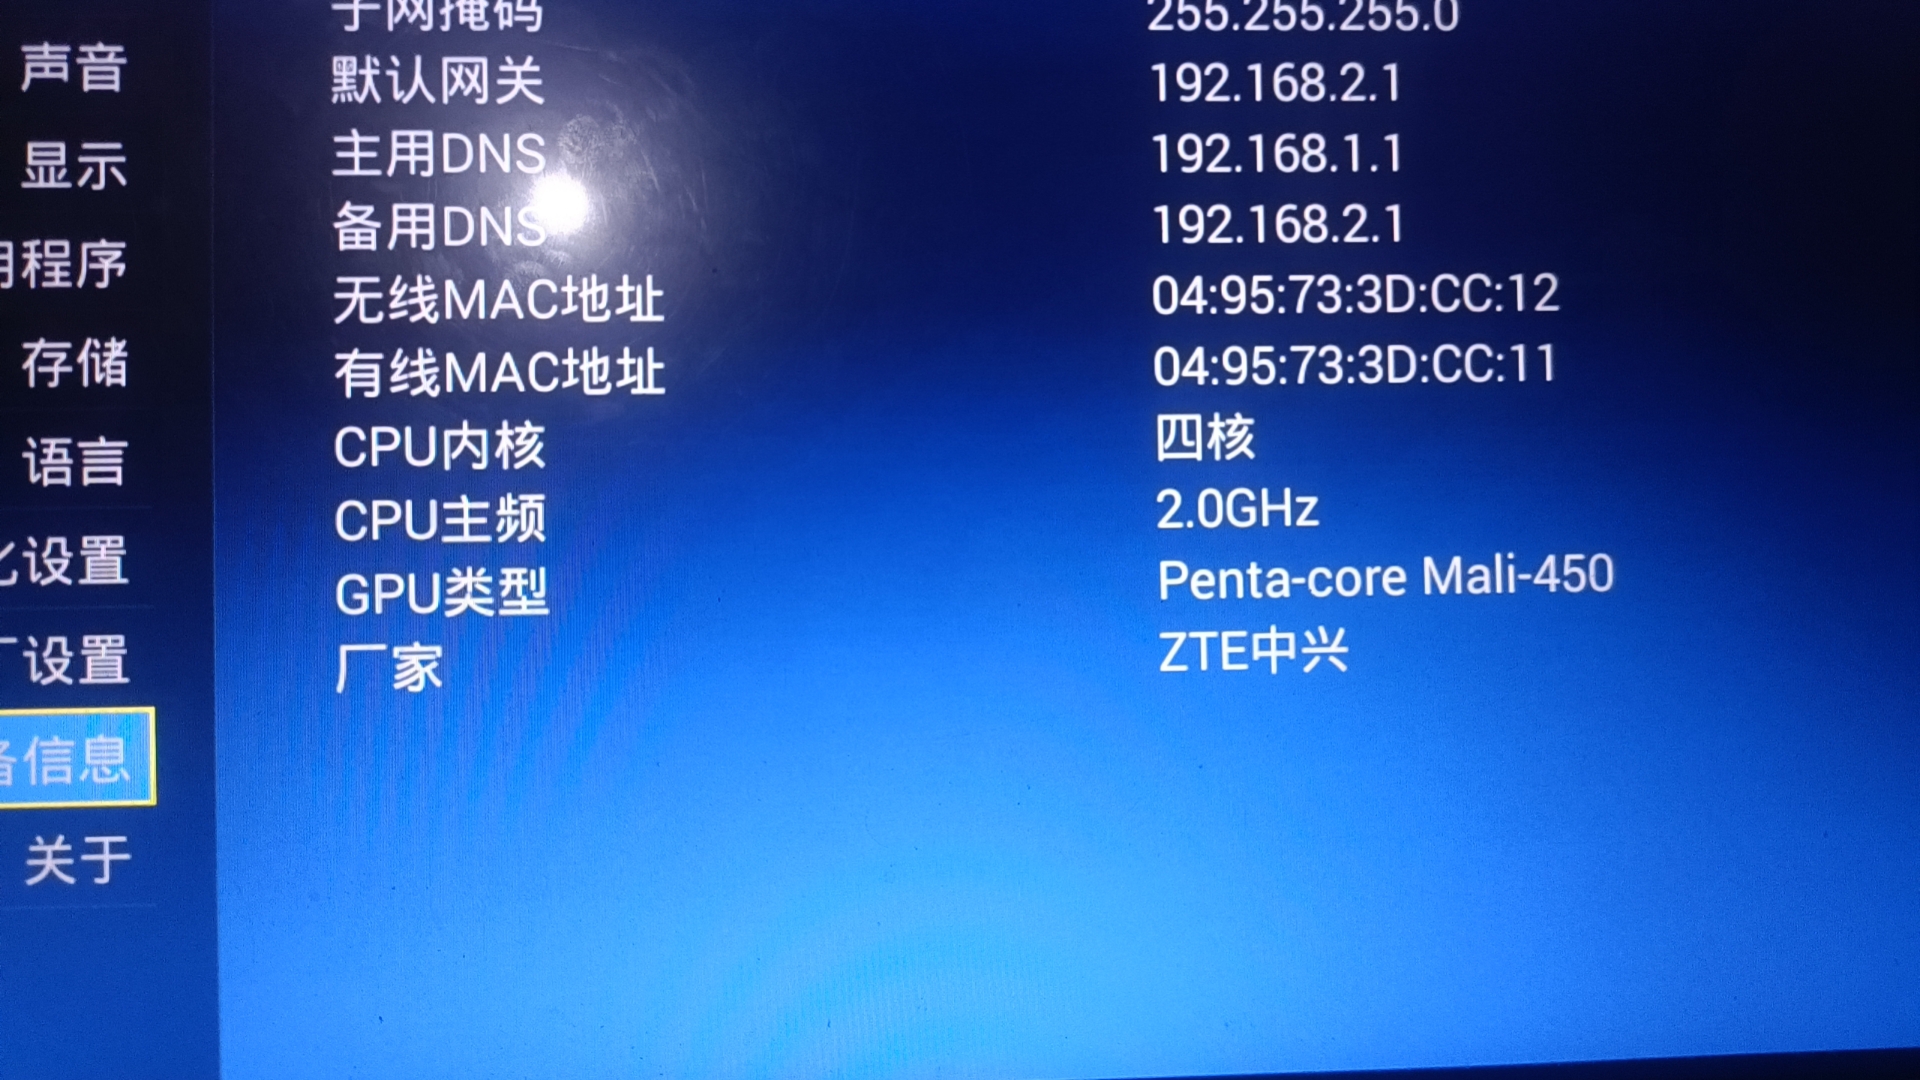 声音
显示
用程序
存储
语言
化设置
厂设置
备信息
关于
子网掩码 255.255.255.0
默认网关 192.168.2.1
主用DNS 192.168.1.1
备用DNS 192.168.2.1
无线MAC地址 04:95:73:3D:CC:12
有线MAC地址 04:95:73:3D:CC:11
CPU内核 四核
CPU主频 2.0GHz
GPU类型 Penta-core Mali-450
厂家 ZTE中兴